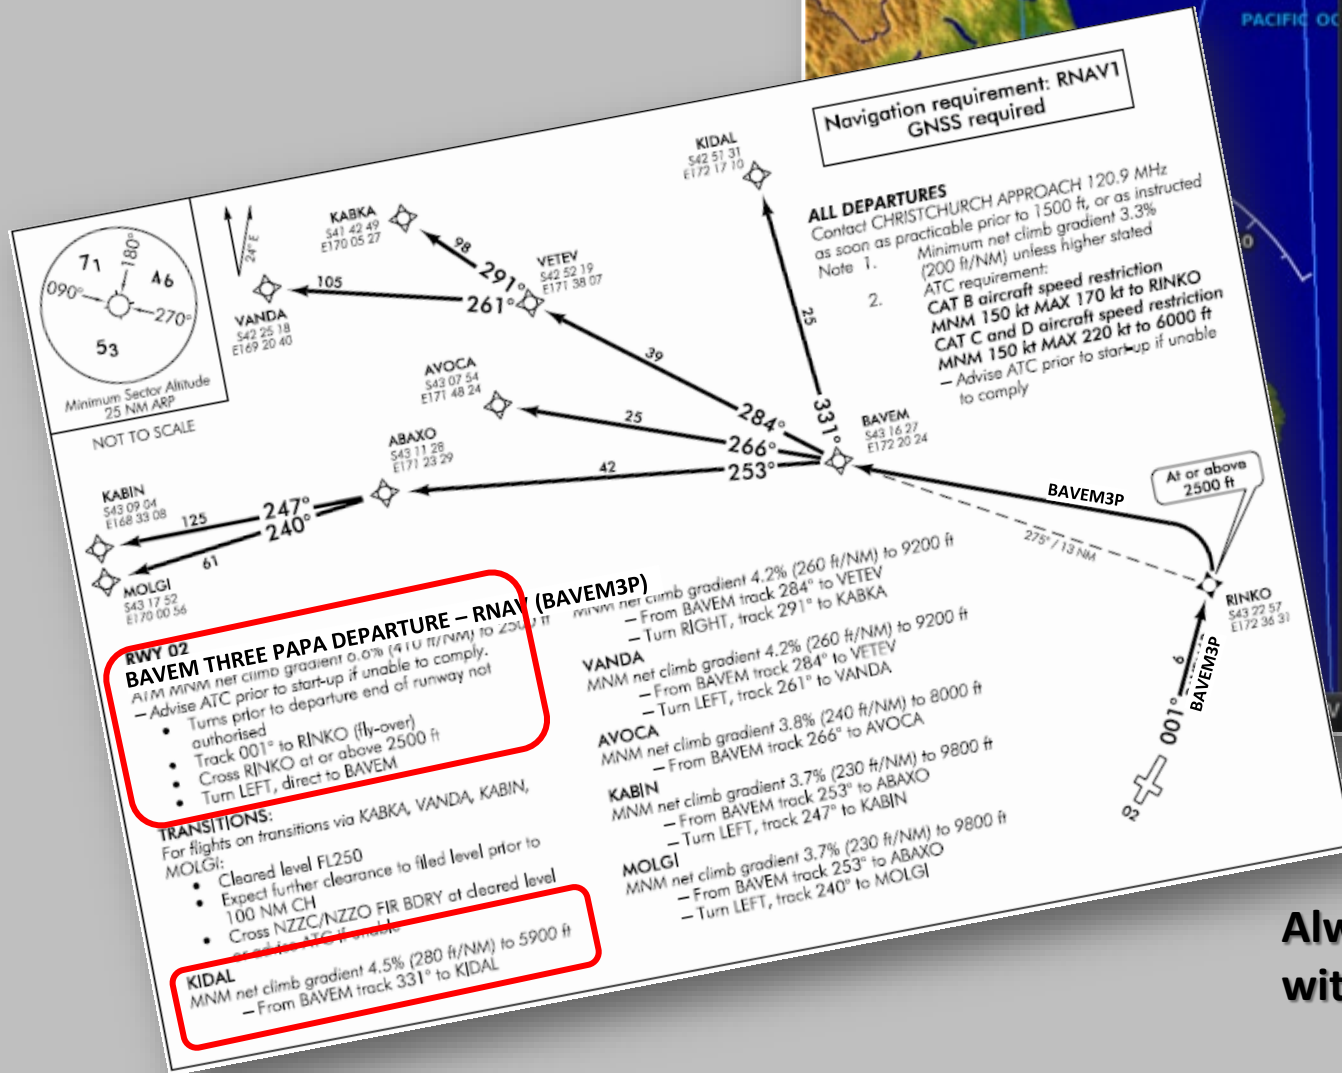 PACIFIC OC
Navigation requirement: RNAV1
GNSS required
ALL DEPARTURES
Contact CHRISTCHURCH APPROACH 120.9 MHz
as soon as practicable prior to 1500 ft, or as instructed
Note 1. Minimum net climb gradient 3.3%
(200 ft/NM) unless higher stated
2. ATC requirement:
CAT B aircraft speed restriction
MNM 150 kt MAX 170 kt to RINKO
CAT C and D aircraft speed restriction
MNM 150 kt MAX 220 kt to 6000 ft
– Advise ATC prior to start-up if unable
to comply
71
180°
46
090°
270°
53
Minimum Sector Altitude
25 NM ARP
NOT TO SCALE
24° E
KABKA
S41 42 49
E170 05 27
KIDAL
S42 51 31
E172 17 10
98
291°
VETEV
S42 52 19
E171 38 07
105
261°
VANDA
S42 25 18
E169 20 40
25
39
AVOCA
S43 07 54
E171 48 24
25
284°
331°
266°
253°
BAVEM
S43 16 27
E172 20 24
ABAXO
S43 11 28
E171 23 29
42
KABIN
S43 09 04
E168 33 08
125
247°
240°
61
MOLGI
S43 17 52
E170 00 56
BAVEM3P
275° / 13 NM
At or above
2500 ft
RINKO
S43 22 57
E172 36 31
6
BAVEM3P
001°
02
RWY 02
BAVEM THREE PAPA DEPARTURE – RNAV (BAVEM3P)
ATM MNM net climb gradient 6.6% (410 ft/NM) to 2500 ft
– Advise ATC prior to start-up if unable to comply.
• Turns prior to departure end of runway not
authorised
• Track 001° to RINKO (fly-over)
• Cross RINKO at or above 2500 ft
• Turn LEFT, direct to BAVEM
TRANSITIONS:
For flights on transitions via KABKA, VANDA, KABIN,
MOLGI:
• Cleared level FL250
• Expect further clearance to filed level prior to
100 NM CH
• Cross NZZC/NZZO FIR BDRY at cleared level
or advise ATC if unable
KIDAL
MNM net climb gradient 4.5% (280 ft/NM) to 5900 ft
– From BAVEM track 331° to KIDAL
MNM net climb gradient 4.2% (260 ft/NM) to 9200 ft
– From BAVEM track 284° to VETEV
– Turn RIGHT, track 291° to KABKA
VANDA
MNM net climb gradient 4.2% (260 ft/NM) to 9200 ft
– From BAVEM track 284° to VETEV
– Turn LEFT, track 261° to VANDA
AVOCA
MNM net climb gradient 3.8% (240 ft/NM) to 8000 ft
– From BAVEM track 266° to AVOCA
KABIN
MNM net climb gradient 3.7% (230 ft/NM) to 9800 ft
– From BAVEM track 253° to ABAXO
– Turn LEFT, track 247° to KABIN
MOLGI
MNM net climb gradient 3.7% (230 ft/NM) to 9800 ft
– From BAVEM track 253° to ABAXO
– Turn LEFT, track 240° to MOLGI
Alw
wit